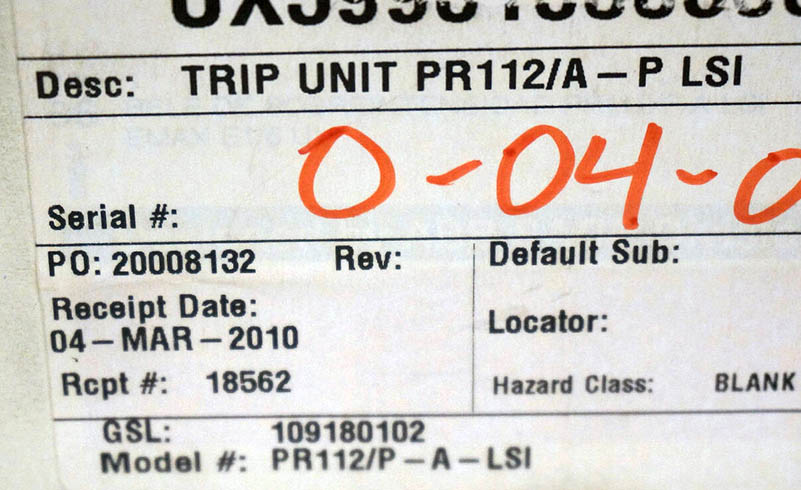 Desc: TRIP UNIT PR112/A-P LSI
0-04-0
Serial #:
PO: 20008132 Rev:
Default Sub:
Receipt Date:
04-MAR-2010
Locator:
Rcpt #: 18562
Hazard Class: BLANK
GSL: 109180102
Model #: PR112/P-A-LSI